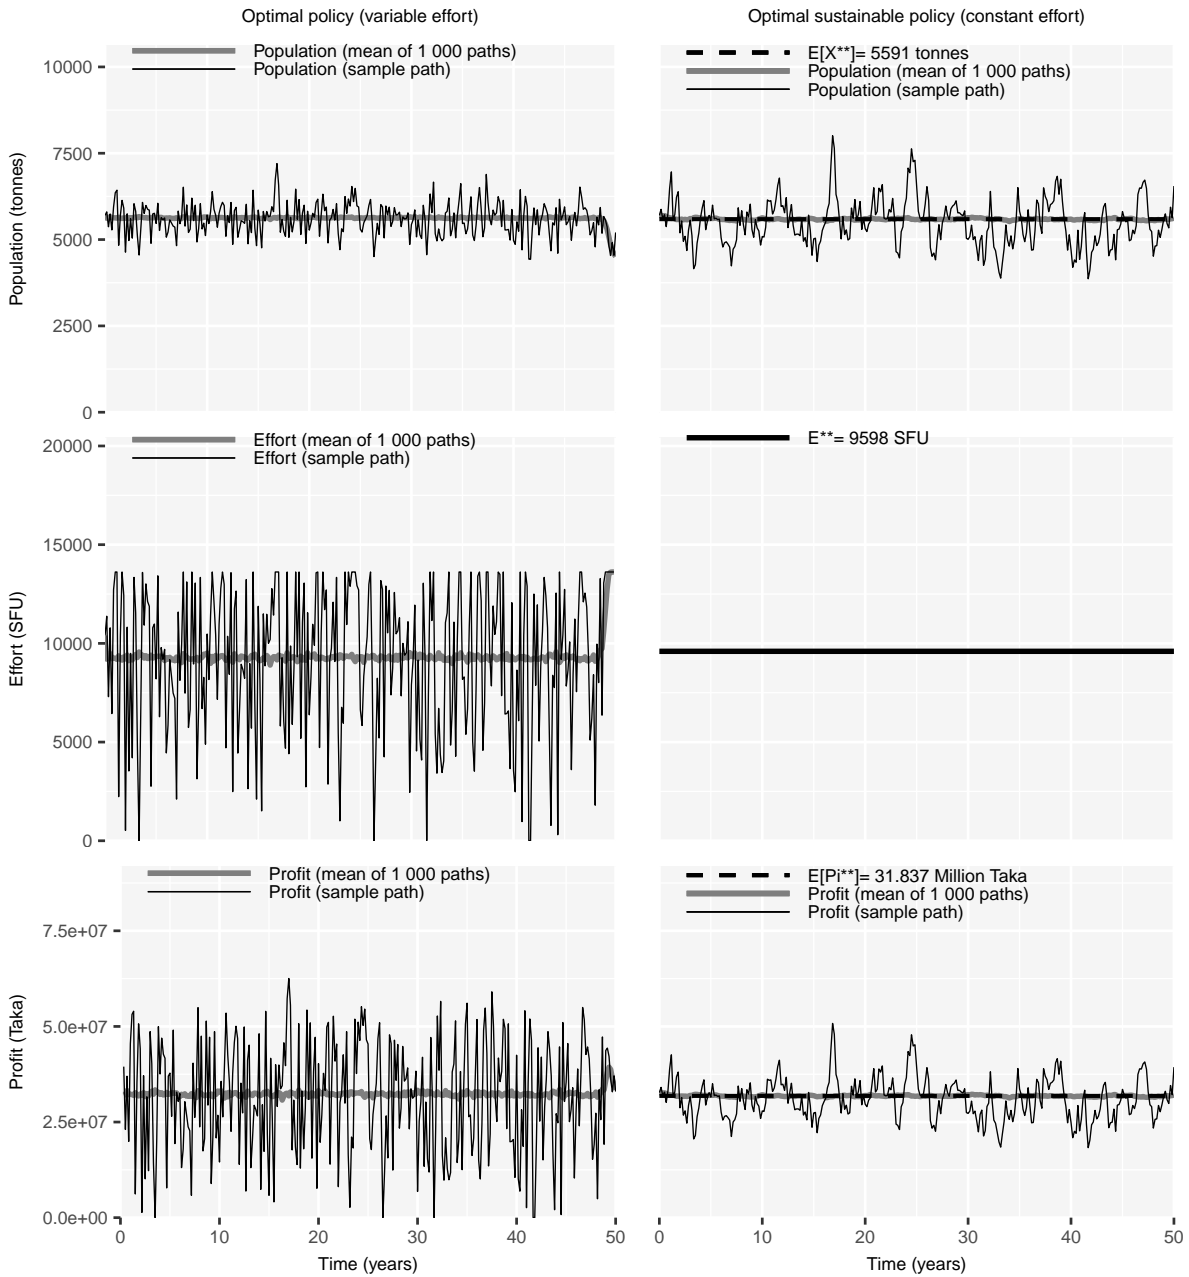 Optimal policy (variable effort)
Optimal sustainable policy (constant effort)
Population (tonnes)
10000
7500
5000
2500
0
Population (mean of 1 000 paths)
Population (sample path)
E[X**]= 5591 tonnes
Population (mean of 1 000 paths)
Population (sample path)
Effort (SFU)
20000
15000
10000
5000
0
Effort (mean of 1 000 paths)
Effort (sample path)
E**= 9598 SFU
Profit (Taka)
7.5e+07
5.0e+07
2.5e+07
0.0e+00
Profit (mean of 1 000 paths)
Profit (sample path)
E[Pi**]= 31.837 Million Taka
Profit (mean of 1 000 paths)
Profit (sample path)
0 10 20 30 40 50
Time (years)
0 10 20 30 40 50
Time (years)